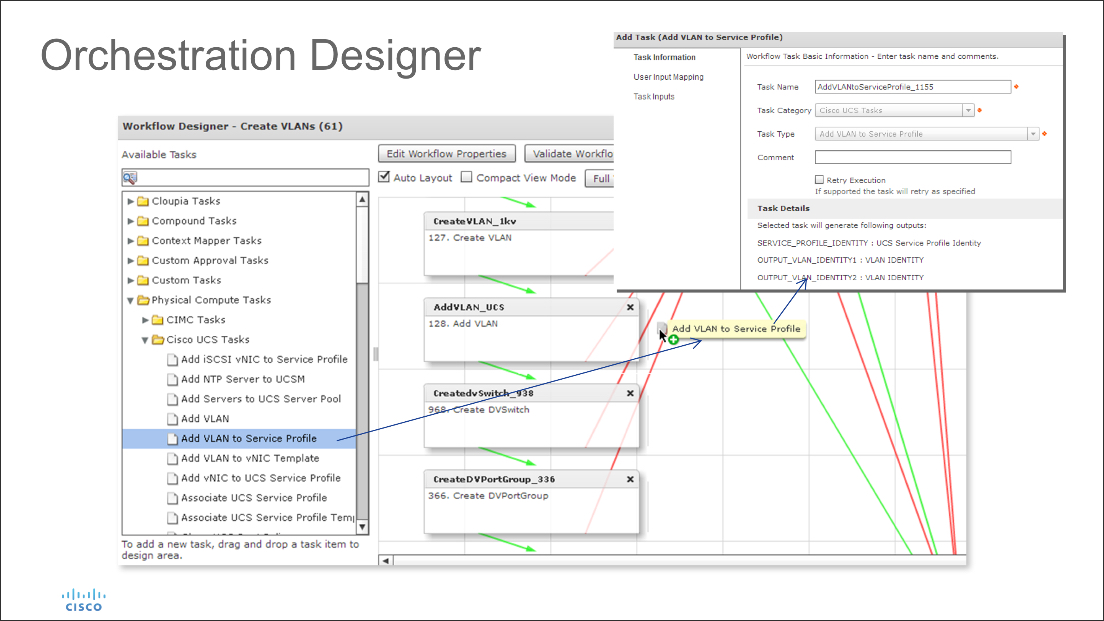 Orchestration Designer
Add Task (Add VLAN to Service Profile)
Task Information
User Input Mapping
Task Inputs
Workflow Task Basic Information - Enter task name and comments.
Task Name
AddVLANtoServiceProfile_1155
Task Category
Cisco UCS Tasks
Task Type
Add VLAN to Service Profile
Comment
Retry Execution
If supported the task will retry as specified
Task Details
Selected task will generate following outputs:
SERVICE_PROFILE_IDENTITY : UCS Service Profile Identity
OUTPUT_VLAN_IDENTITY1 : VLAN IDENTITY
OUTPUT_VLAN_IDENTITY2 : VLAN IDENTITY
Workflow Designer - Create VLANs (61)
Available Tasks
Cloupia Tasks
Compound Tasks
Context Mapper Tasks
Custom Approval Tasks
Custom Tasks
Physical Compute Tasks
CIMC Tasks
Cisco UCS Tasks
Add iSCSI vNIC to Service Profile
Add NTP Server to UCSM
Add Servers to UCS Server Pool
Add VLAN
Add VLAN to Service Profile
Add VLAN to vNIC Template
Add vNIC to UCS Service Profile
Associate UCS Service Profile
Associate UCS Service Profile Temp
To add a new task, drag and drop a task item to
design area.
Edit Workflow Properties
Validate Workflo
Auto Layout
Compact View Mode
Full
CreateVLAN_1kv
127. Create VLAN
AddVLAN_UCS
128. Add VLAN
Add VLAN to Service Profile
CreatedvSwitch_938
968. Create DVSwitch
CreateDVPortGroup_336
366. Create DVPortGroup
CISCO